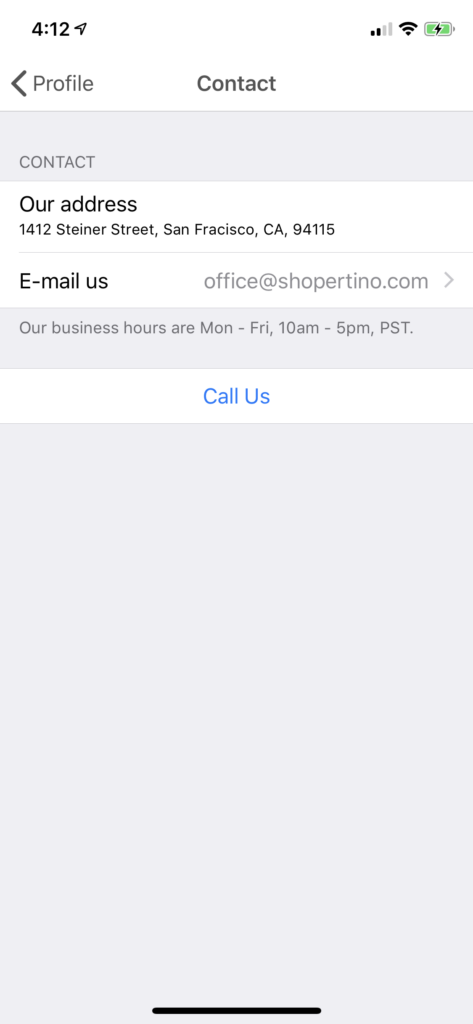 4:12
Profile
Contact
CONTACT
Our address
1412 Steiner Street, San Fracisco, CA, 94115
E-mail us office@shopertino.com
Our business hours are Mon - Fri, 10am - 5pm, PST.
Call Us